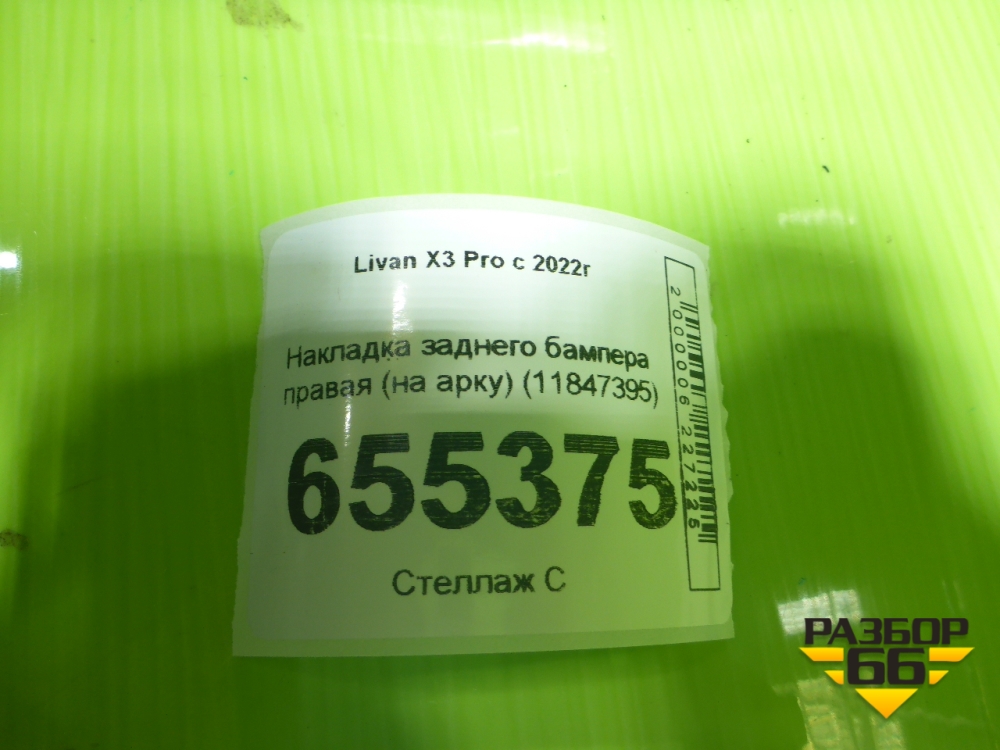 Livan X3 Pro с 2022г
Накладка заднего бампера
правая (на арку) (11847395)
655375
Стеллаж С
2000006227225
РАЗБОР
66